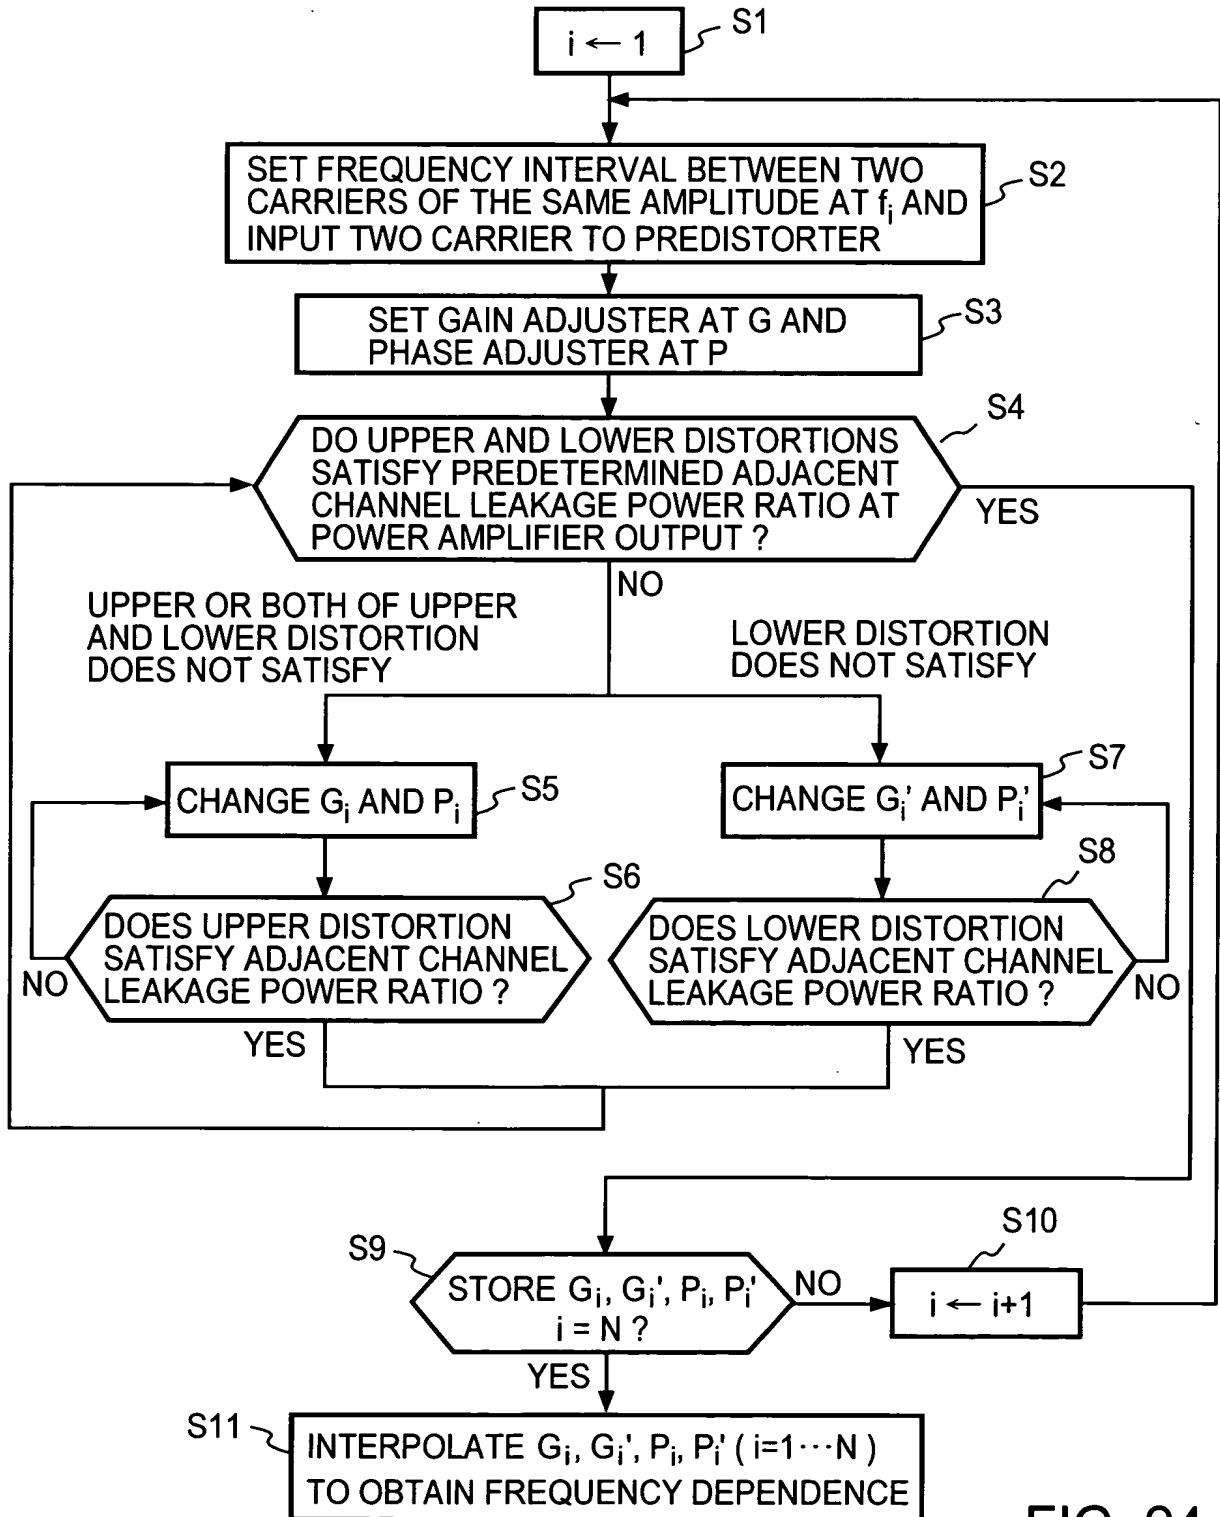 i ← 1
S1
SET FREQUENCY INTERVAL BETWEEN TWO
CARRIERS OF THE SAME AMPLITUDE AT fi AND
INPUT TWO CARRIER TO PREDISTORTER
S2
SET GAIN ADJUSTER AT G AND
PHASE ADJUSTER AT P
S3
S4
DO UPPER AND LOWER DISTORTIONS
SATISFY PREDETERMINED ADJACENT
CHANNEL LEAKAGE POWER RATIO AT
POWER AMPLIFIER OUTPUT ?
YES
NO
UPPER OR BOTH OF UPPER
AND LOWER DISTORTION
DOES NOT SATISFY
LOWER DISTORTION
DOES NOT SATISFY
CHANGE Gi AND Pi
S5
CHANGE Gi' AND Pi'
S7
S6
DOES UPPER DISTORTION
SATISFY ADJACENT CHANNEL
LEAKAGE POWER RATIO ?
NO
YES
S8
DOES LOWER DISTORTION
SATISFY ADJACENT CHANNEL
LEAKAGE POWER RATIO ?
NO
YES
S9
STORE Gi, Gi', Pi, Pi'
i = N ?
NO
S10
i ← i+1
YES
S11
INTERPOLATE Gi, Gi', Pi, Pi' ( i=1···N )
TO OBTAIN FREQUENCY DEPENDENCE